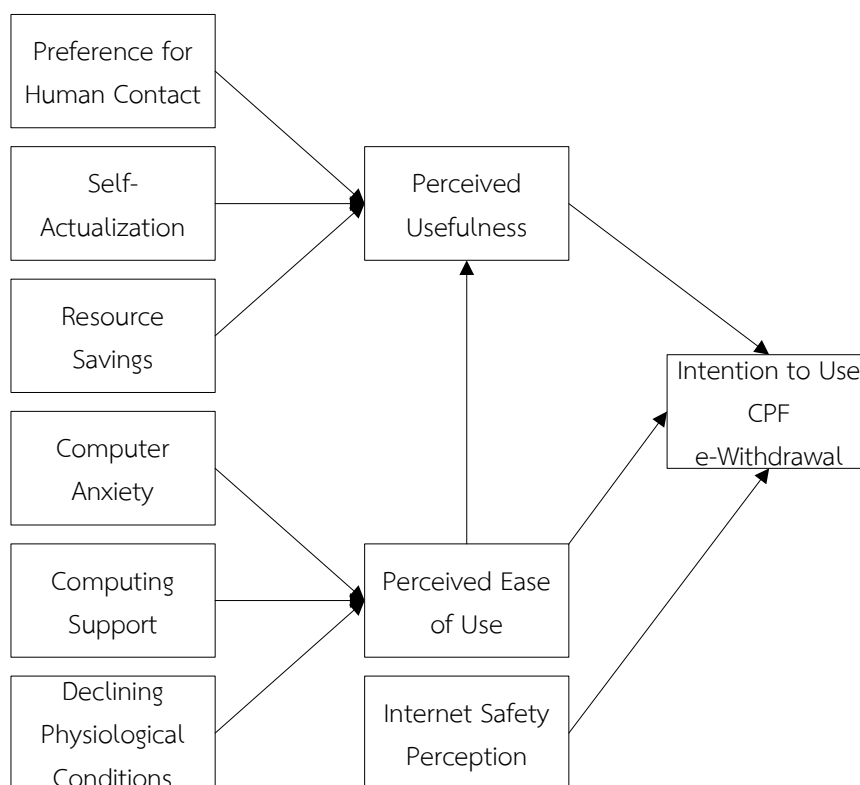 Preference for
Human Contact
Self-
Actualization
Resource
Savings
Computer
Anxiety
Computing
Support
Declining
Physiological
Conditions
Perceived
Usefulness
Perceived Ease
of Use
Internet Safety
Perception
Intention to Use
CPF
e-Withdrawal